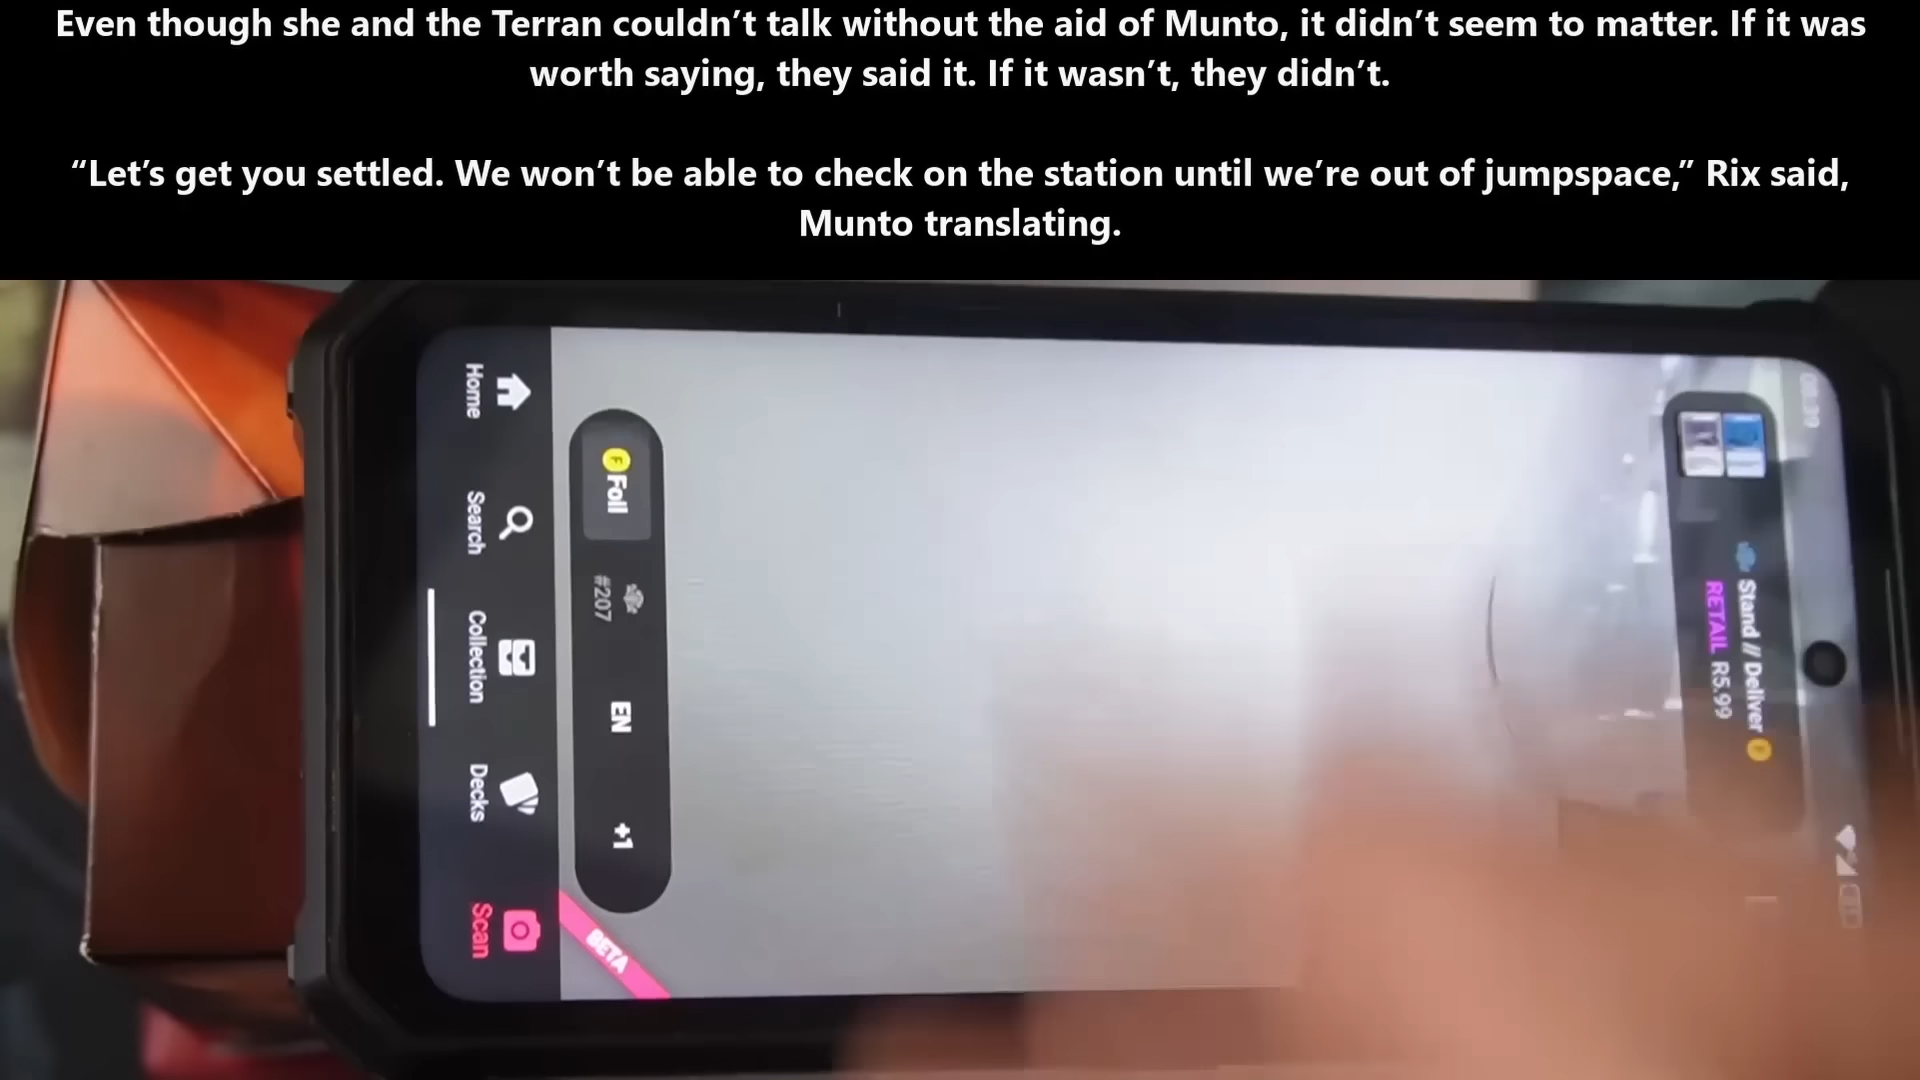 Even though she and the Terran couldn’t talk without the aid of Munto, it didn’t seem to matter. If it was
worth saying, they said it. If it wasn’t, they didn’t.
“Let’s get you settled. We won’t be able to check on the station until we’re out of jumpspace,” Rix said,
Munto translating.
Stand // Deliver F
RETAIL R5.99
F Foil
#207
EN
+1
BETA
Home
Search
Collection
Decks
Scan